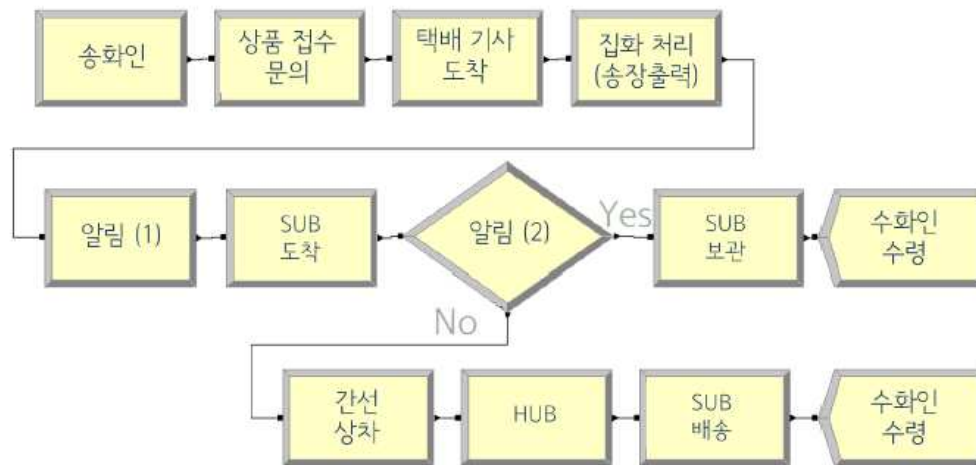 송화인
상품 접수
문의
택배 기사
도착
집화 처리
(송장출력)
알림 (1)
SUB
도착
알림 (2)
Yes
SUB
보관
수화인
수령
No
간선
상차
HUB
SUB
배송
수화인
수령